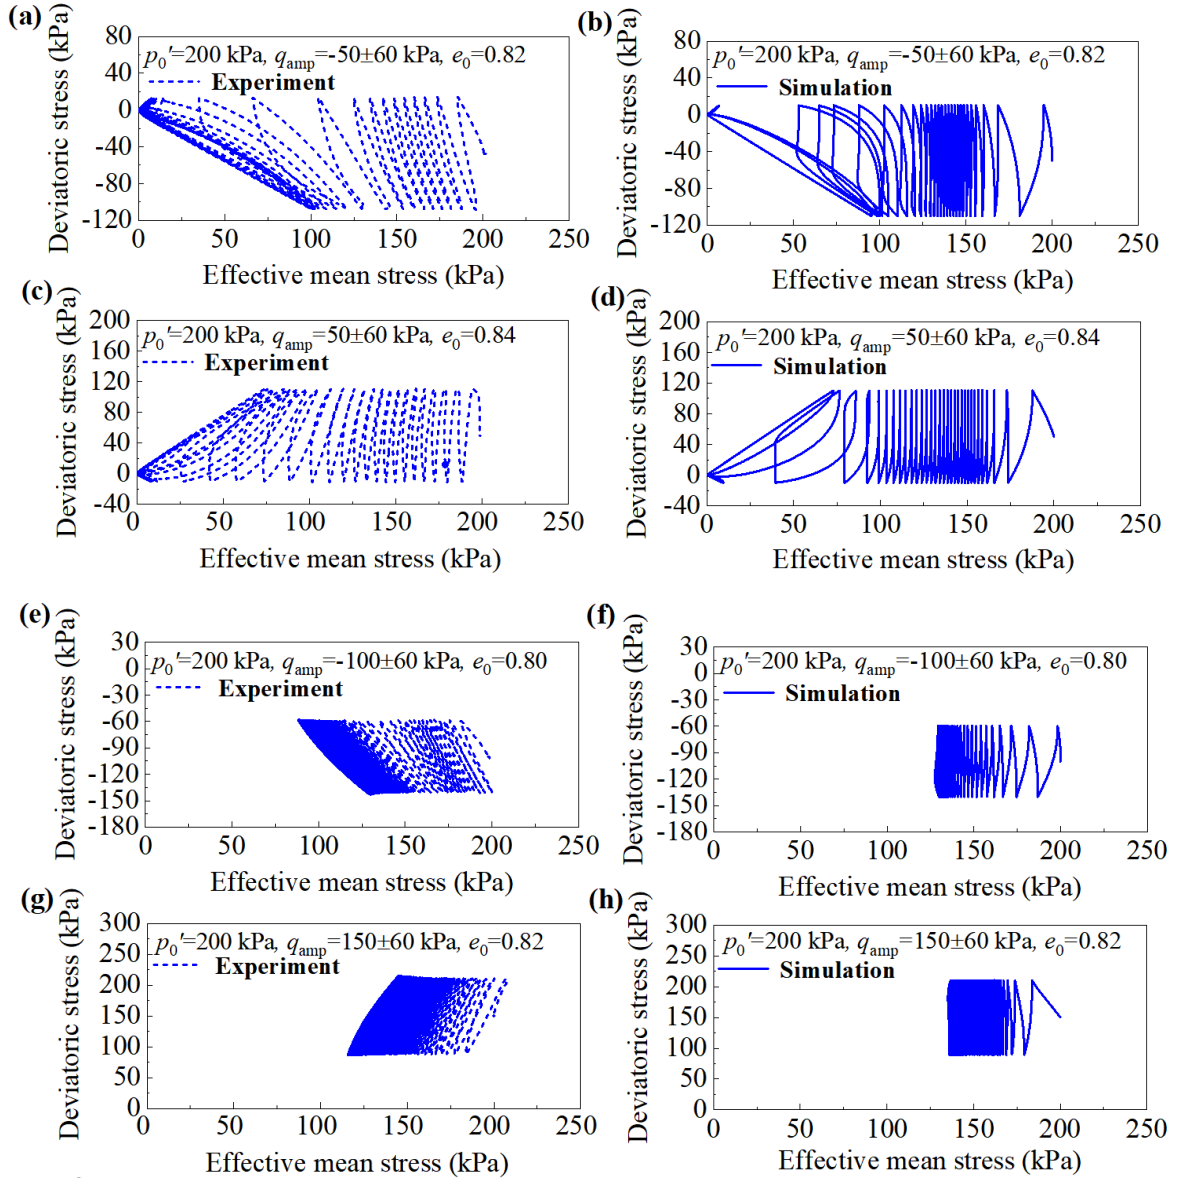 (a)
Deviatoric stress (kPa)
80
40
0
-40
-80
-120
p₀'=200 kPa, qamp=-50±60 kPa, e₀=0.82
Experiment
0 50 100 150 200 250
Effective mean stress (kPa)
(b)
Deviatoric stress (kPa)
80
40
0
-40
-80
-120
p₀'=200 kPa, qamp=-50±60 kPa, e₀=0.82
Simulation
0 50 100 150 200 250
Effective mean stress (kPa)
(c)
Deviatoric stress (kPa)
200
160
120
80
40
0
-40
p₀'=200 kPa, qamp=50±60 kPa, e₀=0.84
Experiment
0 50 100 150 200 250
Effective mean stress (kPa)
(d)
Deviatoric stress (kPa)
200
160
120
80
40
0
-40
p₀'=200 kPa, qamp=50±60 kPa, e₀=0.84
Simulation
0 50 100 150 200 250
Effective mean stress (kPa)
(e)
Deviatoric stress (kPa)
30
0
-30
-60
-90
-120
-150
-180
p₀'=200 kPa, qamp=-100±60 kPa, e₀=0.80
Experiment
0 50 100 150 200 250
Effective mean stress (kPa)
(f)
Deviatoric stress (kPa)
30
0
-30
-60
-90
-120
-150
-180
p₀'=200 kPa, qamp=-100±60 kPa, e₀=0.80
Simulation
0 50 100 150 200 250
Effective mean stress (kPa)
(g)
Deviatoric stress (kPa)
300
250
200
150
100
50
0
p₀'=200 kPa, qamp=150±60 kPa, e₀=0.82
Experiment
0 50 100 150 200 250
Effective mean stress (kPa)
(h)
Deviatoric stress (kPa)
300
250
200
150
100
50
0
p₀'=200 kPa, qamp=150±60 kPa, e₀=0.82
Simulation
0 50 100 150 200 250
Effective mean stress (kPa)